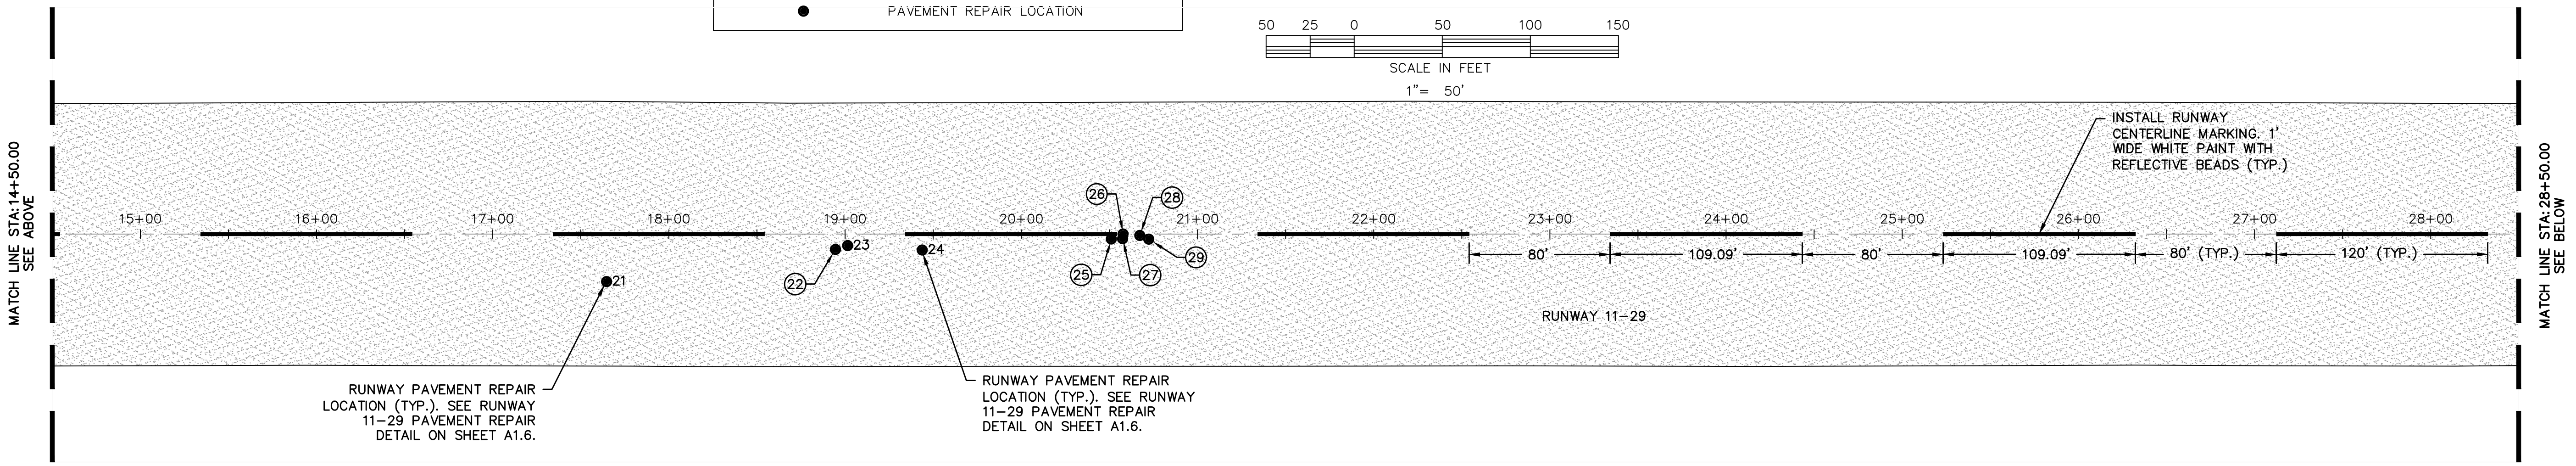 PAVEMENT REPAIR LOCATION
50 25 0 50 100 150
SCALE IN FEET
1"= 50'
MATCH LINE STA:14+50.00
SEE ABOVE
INSTALL RUNWAY
CENTERLINE MARKING. 1'
WIDE WHITE PAINT WITH
REFLECTIVE BEADS (TYP.)
MATCH LINE STA:28+50.00
SEE BELOW
26
28
15+00 16+00 17+00 18+00 19+00 20+00 21+00 22+00 23+00 24+00 25+00 26+00 27+00 28+00
23
24
29
80' 109.09' 80' 109.09' 80' (TYP.) 120' (TYP.)
25
27
21
22
RUNWAY 11-29
RUNWAY PAVEMENT REPAIR
LOCATION (TYP.). SEE RUNWAY
11-29 PAVEMENT REPAIR
DETAIL ON SHEET A1.6.
RUNWAY PAVEMENT REPAIR
LOCATION (TYP.). SEE RUNWAY
11-29 PAVEMENT REPAIR
DETAIL ON SHEET A1.6.